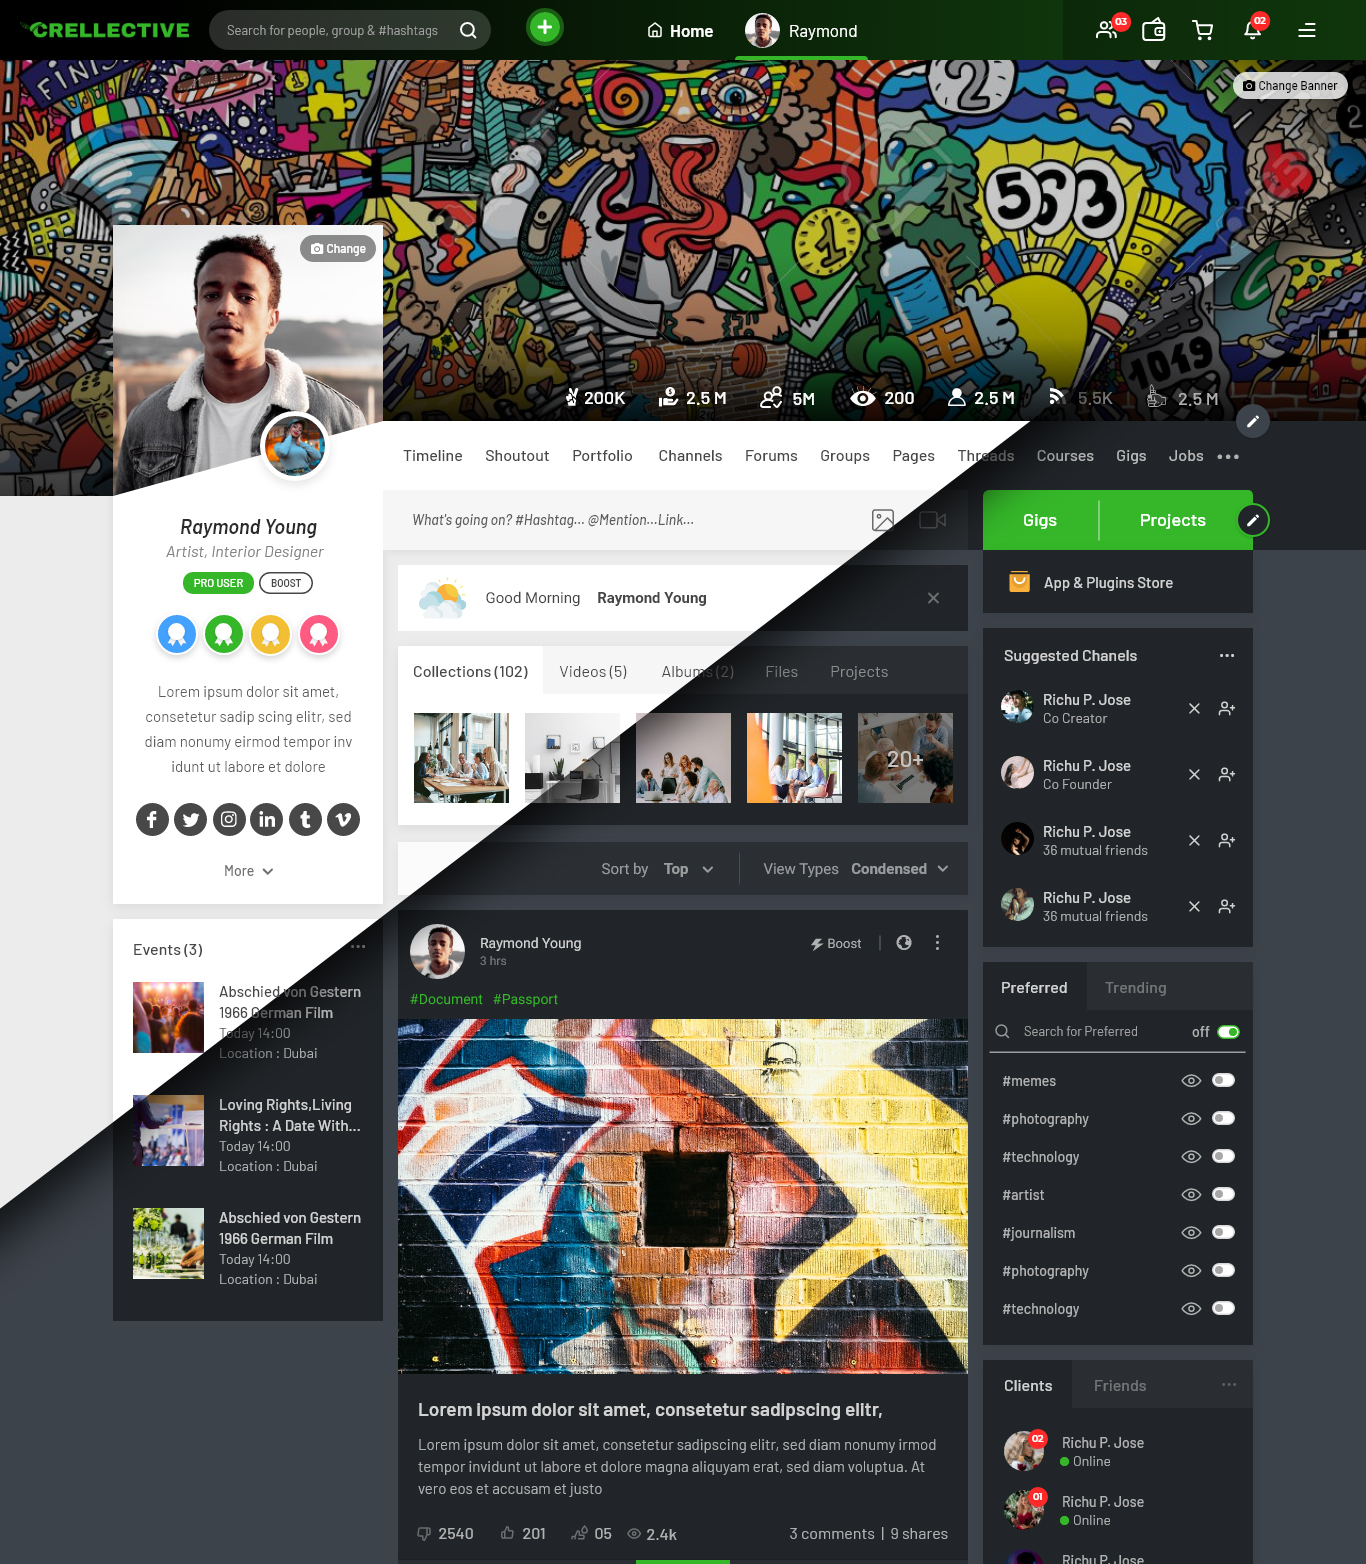 CRELLECTIVE
Search for people, group & #hashtags
Home
Raymond
03
02
FINISH
Change Banner
2
2
563
1
1049
Change
200K
2.5 M
5M
200
2.5 M
5.5K
2.5 M
Timeline
Shoutout
Portfolio
Channels
Forums
Groups
Pages
Threads
Courses
Gigs
Jobs
What's going on? #Hashtag... @Mention...Link...
Gigs
Projects
Raymond Young
Artist, Interior Designer
PRO USER
BOOST
Lorem ipsum dolor sit amet,
consetetur sadip scing elitr, sed
diam nonumy eirmod tempor inv
idunt ut labore et dolore
More
Events (3)
Abschied von Gestern
1966 German Film
Today 14:00
Location : Dubai
Loving Rights,Living
Rights : A Date With...
Today 14:00
Location : Dubai
Abschied von Gestern
1966 German Film
Today 14:00
Location : Dubai
Good Morning Raymond Young
Collections (102)
Videos (5)
Albums (2)
Files
Projects
20+
Sort by Top
View Types Condensed
Raymond Young
3 hrs
Boost
#Document #Passport
Lorem ipsum dolor sit amet, consetetur sadipscing elitr,
Lorem ipsum dolor sit amet, consetetur sadipscing elitr, sed diam nonumy irmod
tempor invidunt ut labore et dolore magna aliquyam erat, sed diam voluptua. At
vero eos et accusam et justo
2540
201
05
2.4k
3 comments | 9 shares
App & Plugins Store
Suggested Chanels
Richu P. Jose
Co Creator
Richu P. Jose
Co Founder
Richu P. Jose
36 mutual friends
Richu P. Jose
36 mutual friends
Preferred
Trending
Search for Preferred
off
#memes
#photography
#technology
#artist
#journalism
#photography
#technology
Clients
Friends
02
Richu P. Jose
Online
01
Richu P. Jose
Online
Richu P. Jose